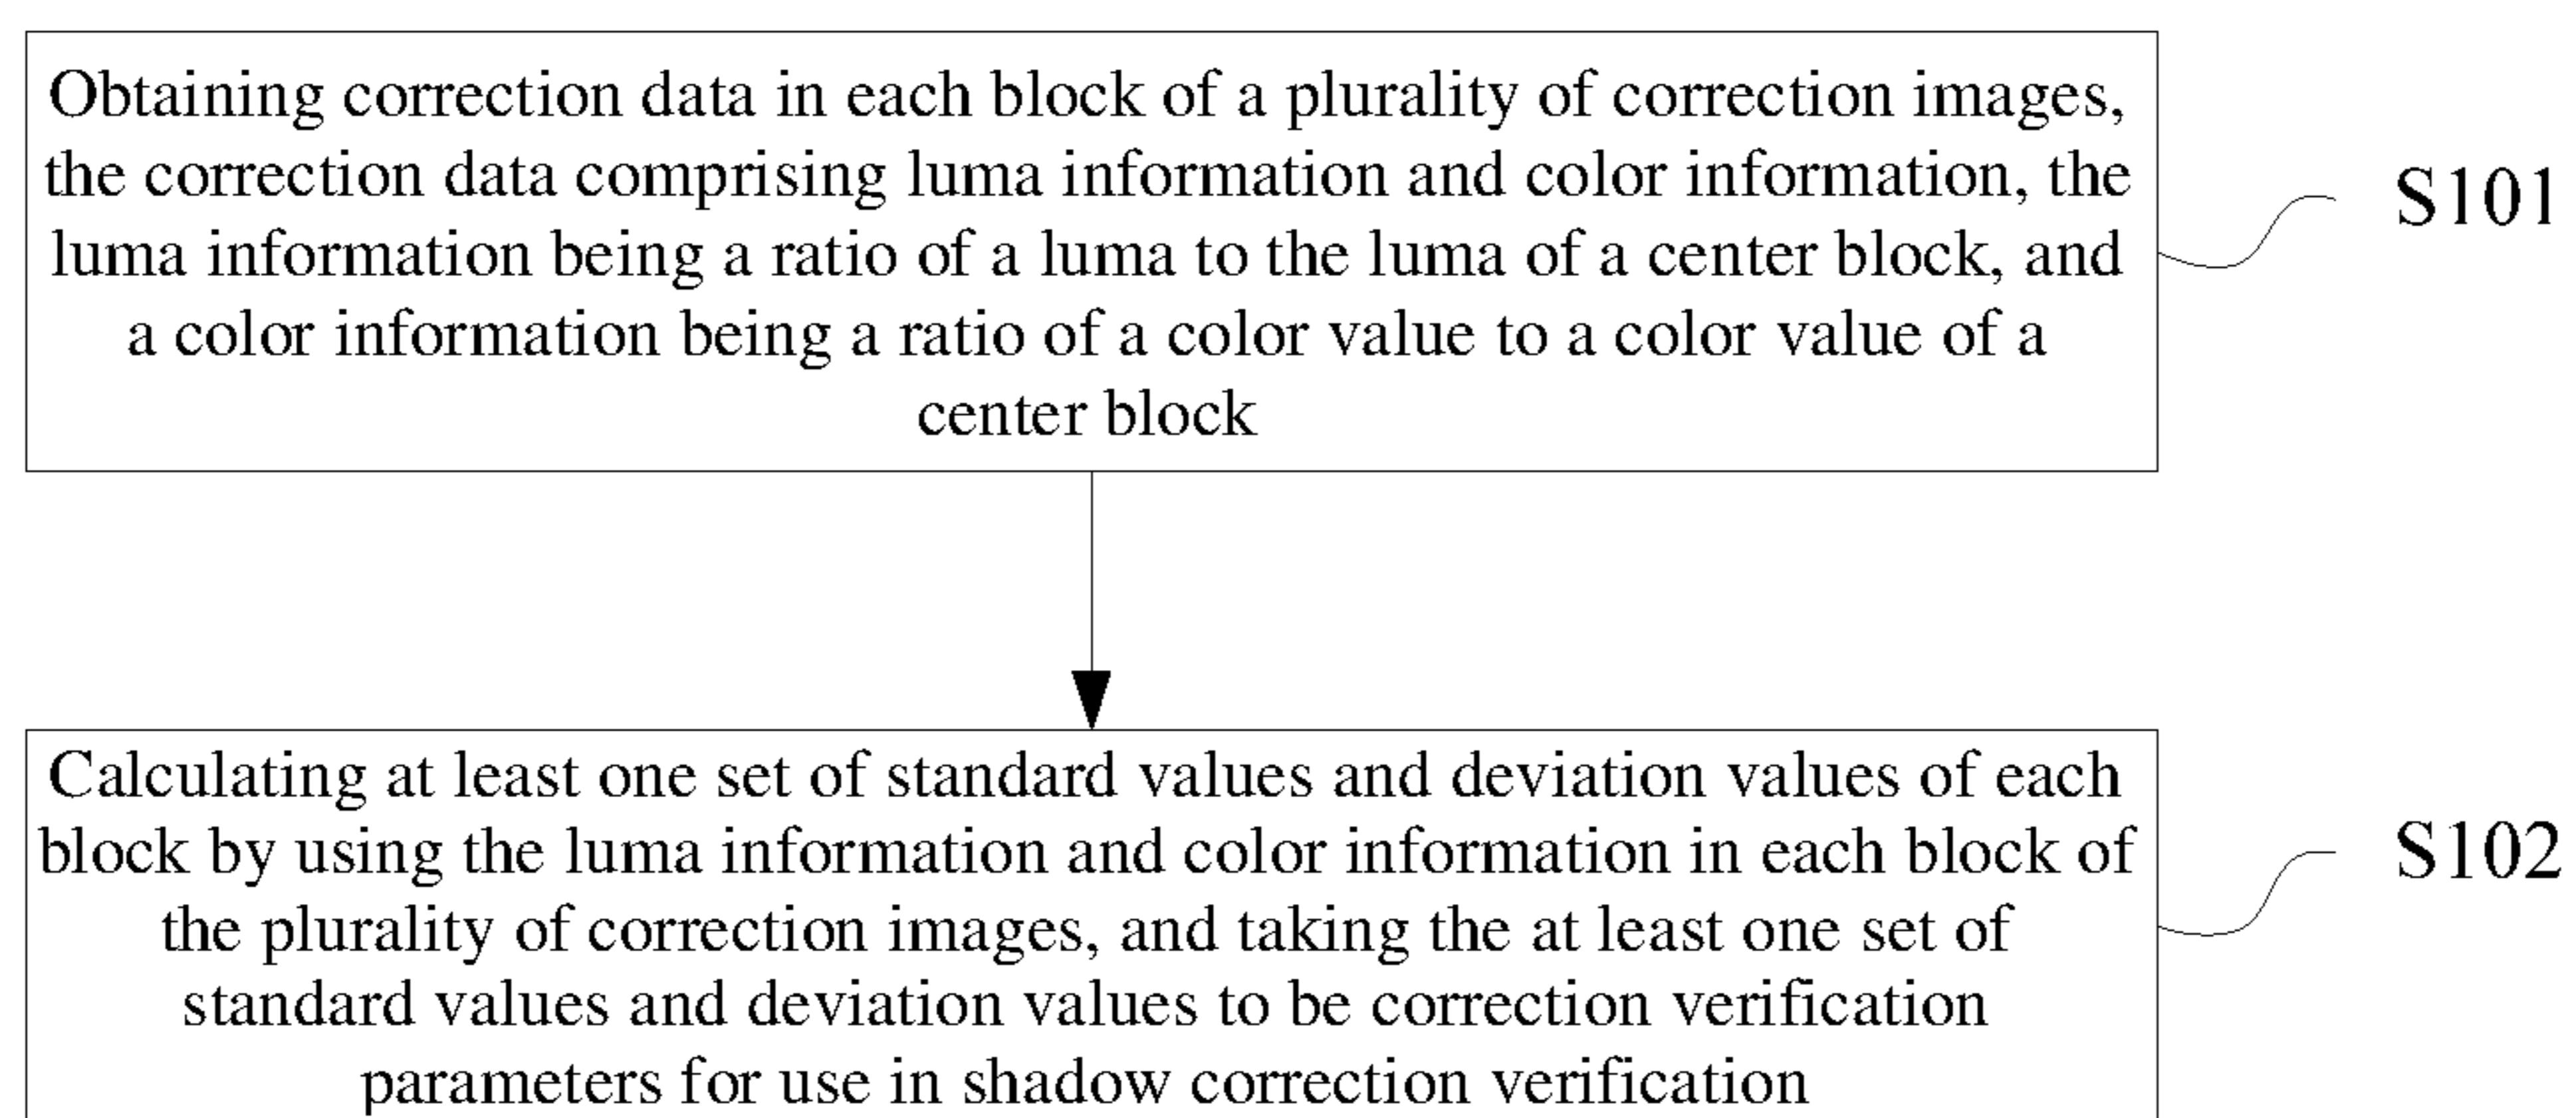 Obtaining correction data in each block of a plurality of correction images,
the correction data comprising luma information and color information, the
luma information being a ratio of a luma to the luma of a center block, and
a color information being a ratio of a color value to a color value of a
center block
S101
Calculating at least one set of standard values and deviation values of each
block by using the luma information and color information in each block of
the plurality of correction images, and taking the at least one set of
standard values and deviation values to be correction verification
parameters for use in shadow correction verification
S102